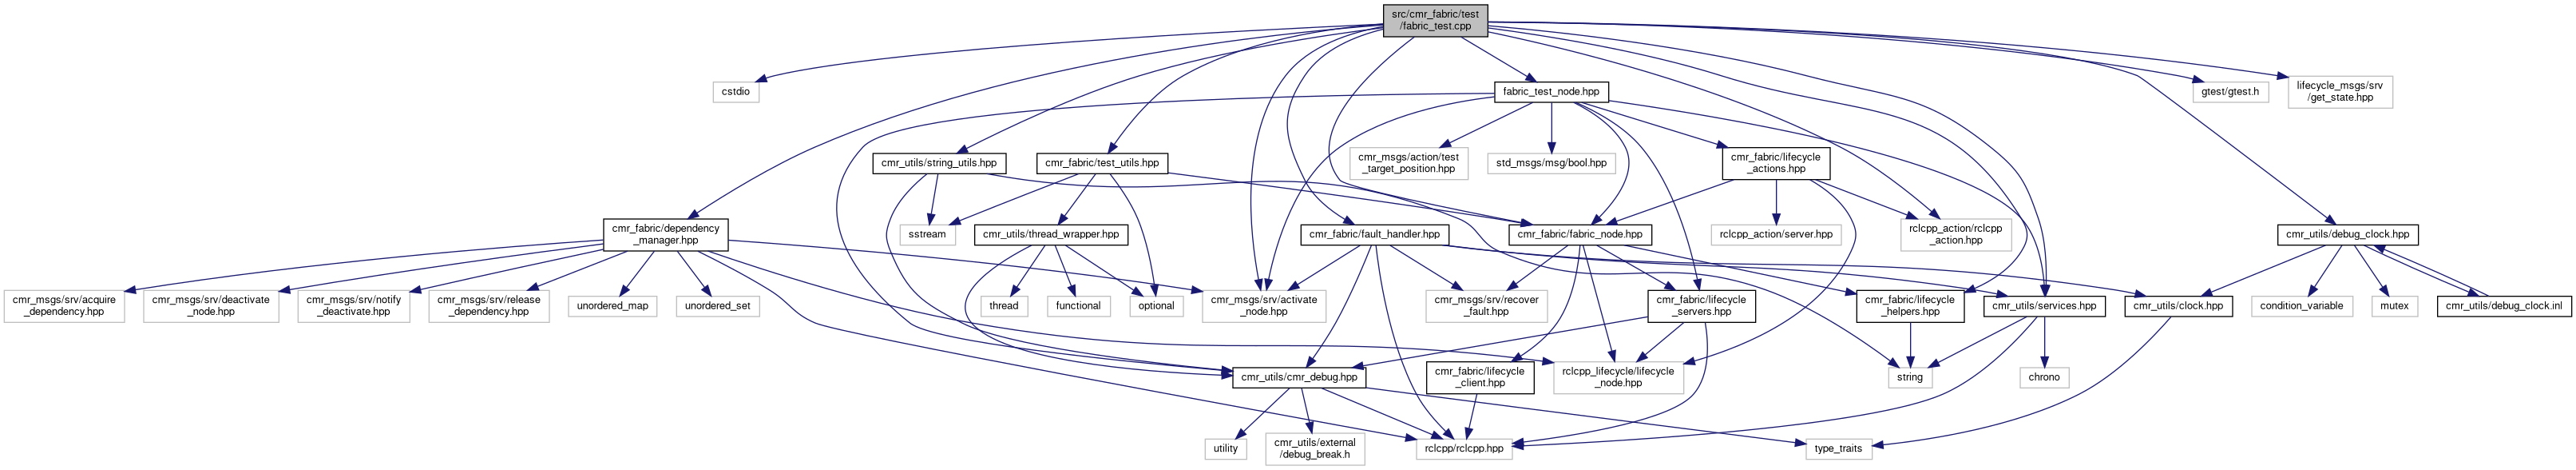 src/cmr_fabric/test
/fabric_test.cpp
cstdio
fabric_test_node.hpp
gtest/gtest.h
lifecycle_msgs/srv
/get_state.hpp
cmr_utils/string_utils.hpp
cmr_fabric/test_utils.hpp
cmr_msgs/action/test
_target_position.hpp
std_msgs/msg/bool.hpp
cmr_fabric/lifecycle
_actions.hpp
cmr_fabric/dependency
_manager.hpp
sstream
cmr_utils/thread_wrapper.hpp
cmr_fabric/fault_handler.hpp
cmr_fabric/fabric_node.hpp
rclcpp_action/server.hpp
rclcpp_action/rclcpp
_action.hpp
cmr_utils/debug_clock.hpp
cmr_msgs/srv/acquire
_dependency.hpp
cmr_msgs/srv/deactivate
_node.hpp
cmr_msgs/srv/notify
_deactivate.hpp
cmr_msgs/srv/release
_dependency.hpp
unordered_map
unordered_set
thread
functional
optional
cmr_msgs/srv/activate
_node.hpp
cmr_msgs/srv/recover
_fault.hpp
cmr_fabric/lifecycle
_servers.hpp
cmr_fabric/lifecycle
_helpers.hpp
cmr_utils/services.hpp
cmr_utils/clock.hpp
condition_variable
mutex
cmr_utils/debug_clock.inl
cmr_utils/cmr_debug.hpp
cmr_fabric/lifecycle
_client.hpp
rclcpp_lifecycle/lifecycle
_node.hpp
string
chrono
utility
cmr_utils/external
/debug_break.h
rclcpp/rclcpp.hpp
type_traits